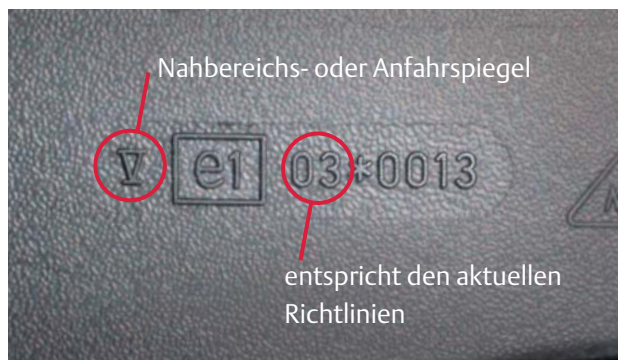 Nahbereichs- oder Anfahrspiegel
V e1 03*0013
entspricht den aktuellen
Richtlinien